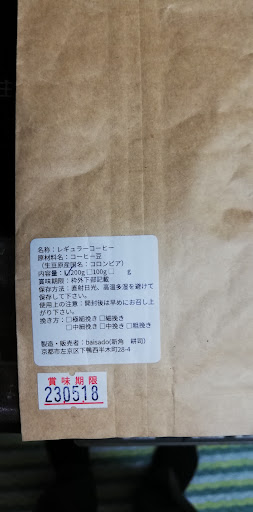 名称：レギュラーコーヒー
原材料名：コーヒー豆
（生豆原産国名：コロンビア）
内容量：☑200g □100g □　　g
賞味期限：枠外下部記載
保存方法：直射日光、高温多湿を避けて
保存して下さい。
使用上の注意：開封後は早めにお召し上
がり下さい。
挽き方：□極細挽き □細挽き
□中細挽き □中挽き □粗挽き
製造・販売者：baisado(新角　耕司)
京都市左京区下鴨西半木町28-4
賞味期限
230518